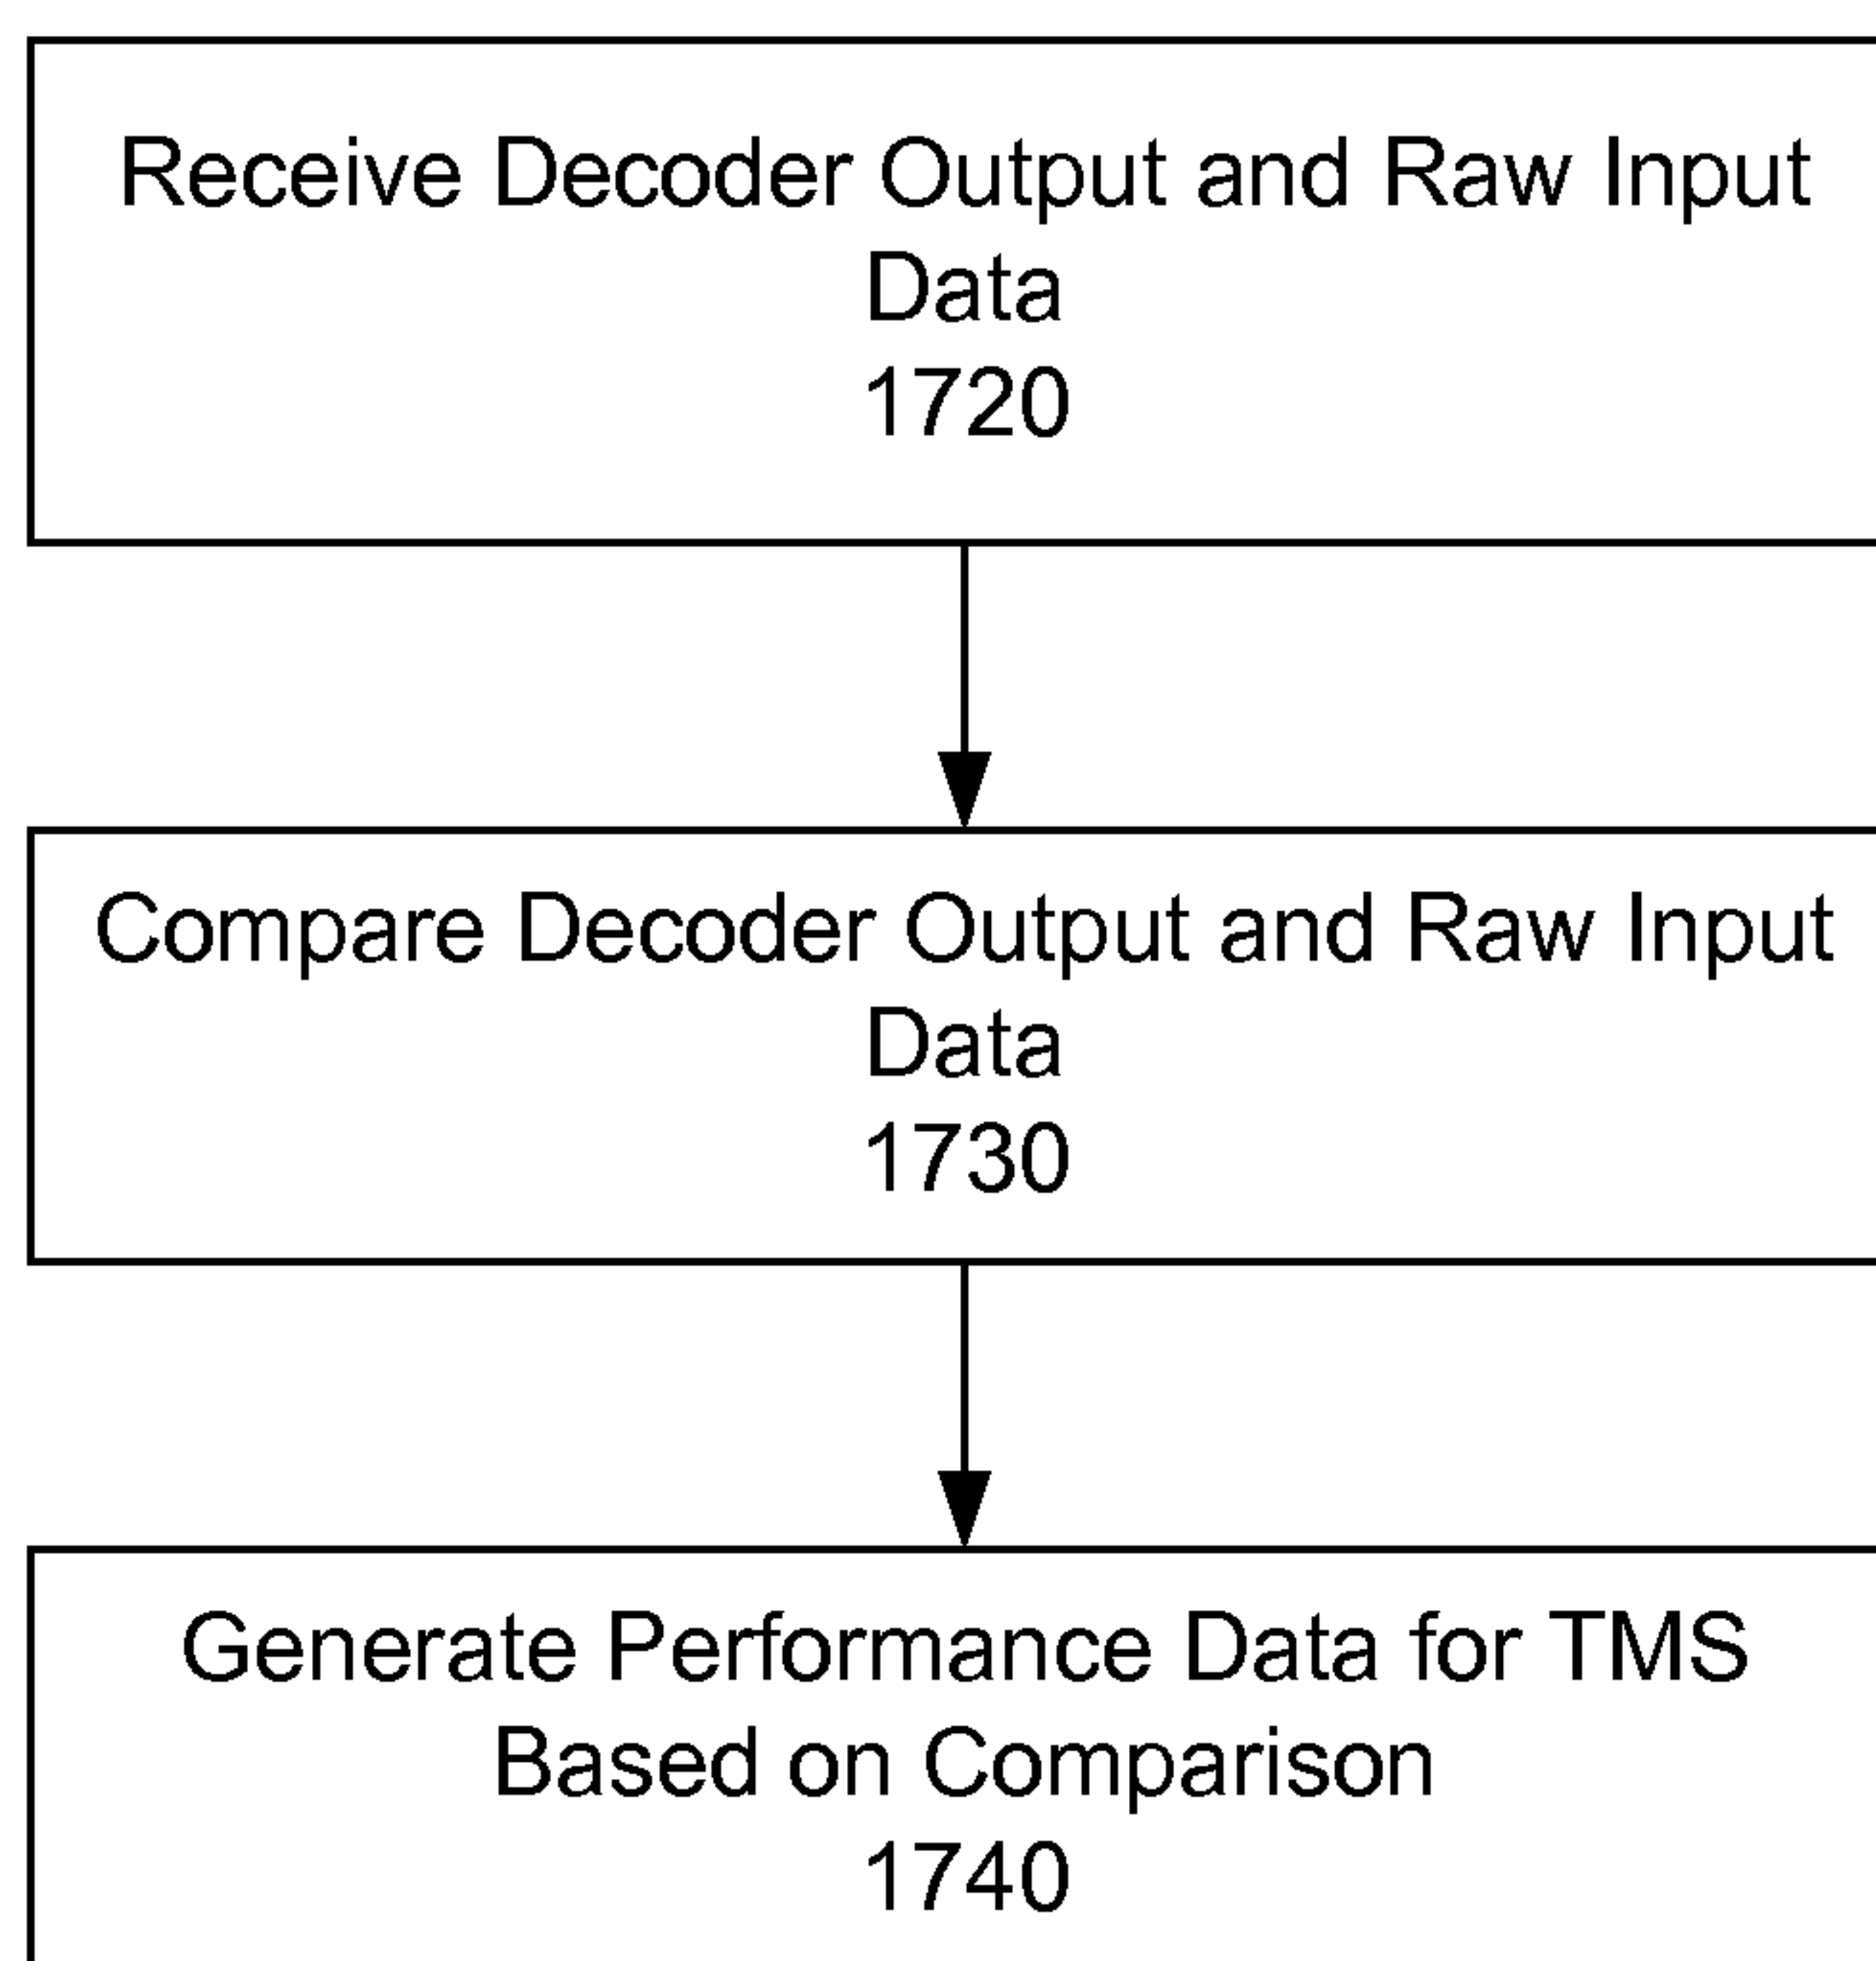 Receive Decoder Output and Raw Input
Data
1720
Compare Decoder Output and Raw Input
Data
1730
Generate Performance Data for TMS
Based on Comparison
1740